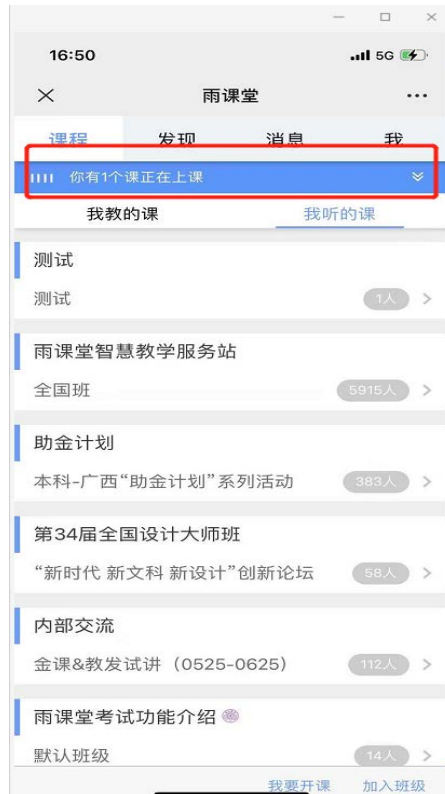 16:50 5G
雨课堂
课程 发现 消息 我
你有1个课正在上课
我教的课 我听的课
测试
测试 1人
雨课堂智慧教学服务站
全国班 5915人
助金计划
本科-广西“助金计划”系列活动 383人
第34届全国设计大师班
“新时代 新文科 新设计”创新论坛 58人
内部交流
金课&教发试讲（0525-0625） 112人
雨课堂考试功能介绍
默认班级 14人
我要开课 加入班级